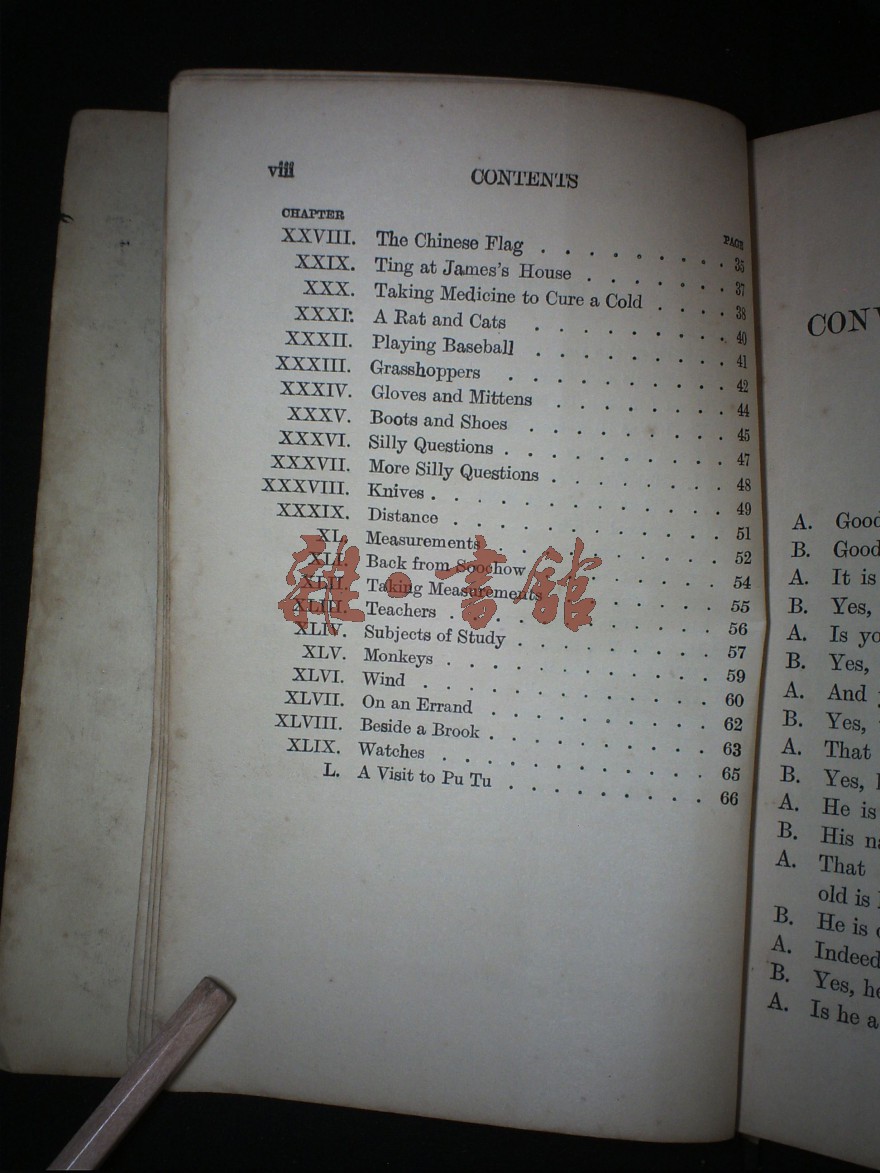 viii CONTENTS
CHAPTER PAGE
XXVIII. The Chinese Flag . . . . . . . . 35
XXIX. Ting at James's House . . . . . . 37
XXX. Taking Medicine to Cure a Cold . . . . 38
XXXI. A Rat and Cats . . . . . . . . 40
XXXII. Playing Baseball . . . . . . . . 41
XXXIII. Grasshoppers . . . . . . . . . 42
XXXIV. Gloves and Mittens . . . . . . . 44
XXXV. Boots and Shoes . . . . . . . . 45
XXXVI. Silly Questions . . . . . . . . . 47
XXXVII. More Silly Questions . . . . . . . 48
XXXVIII. Knives . . . . . . . . . . . 49
XXXIX. Distance . . . . . . . . . . 51
XL. Measurements . . . . . . . . . 52
XLI. Back from Soochow . . . . . . . 54
XLII. Taking Measurements . . . . . . . 55
XLIII. Teachers . . . . . . . . . . 56
XLIV. Subjects of Study . . . . . . . . 57
XLV. Monkeys . . . . . . . . . . 59
XLVI. Wind . . . . . . . . . . . 60
XLVII. On an Errand . . . . . . . . . 62
XLVIII. Beside a Brook . . . . . . . . . 63
XLIX. Watches . . . . . . . . . . 65
L. A Visit to Pu Tu . . . . . . . . 66
雜·書館
CON
A. Good
B. Good
A. It is
B. Yes,
A. Is yo
B. Yes,
A. And
B. Yes,
A. That
B. Yes,
A. He is
B. His
A. That
old is
B. He is
A. Indeed
B. Yes, he
A. Is he a